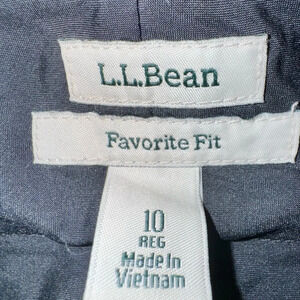 L.L.Bean
Favorite Fit
10
REG
Made In
Vietnam